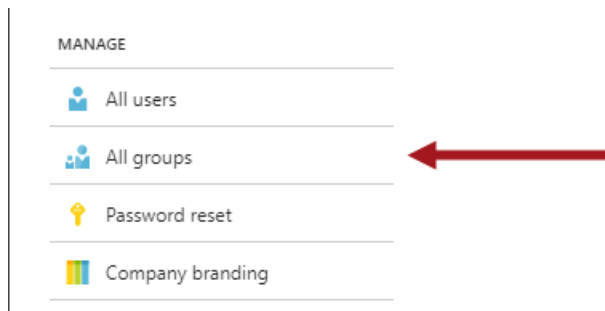 MANAGE
All users
All groups
Password reset
Company branding